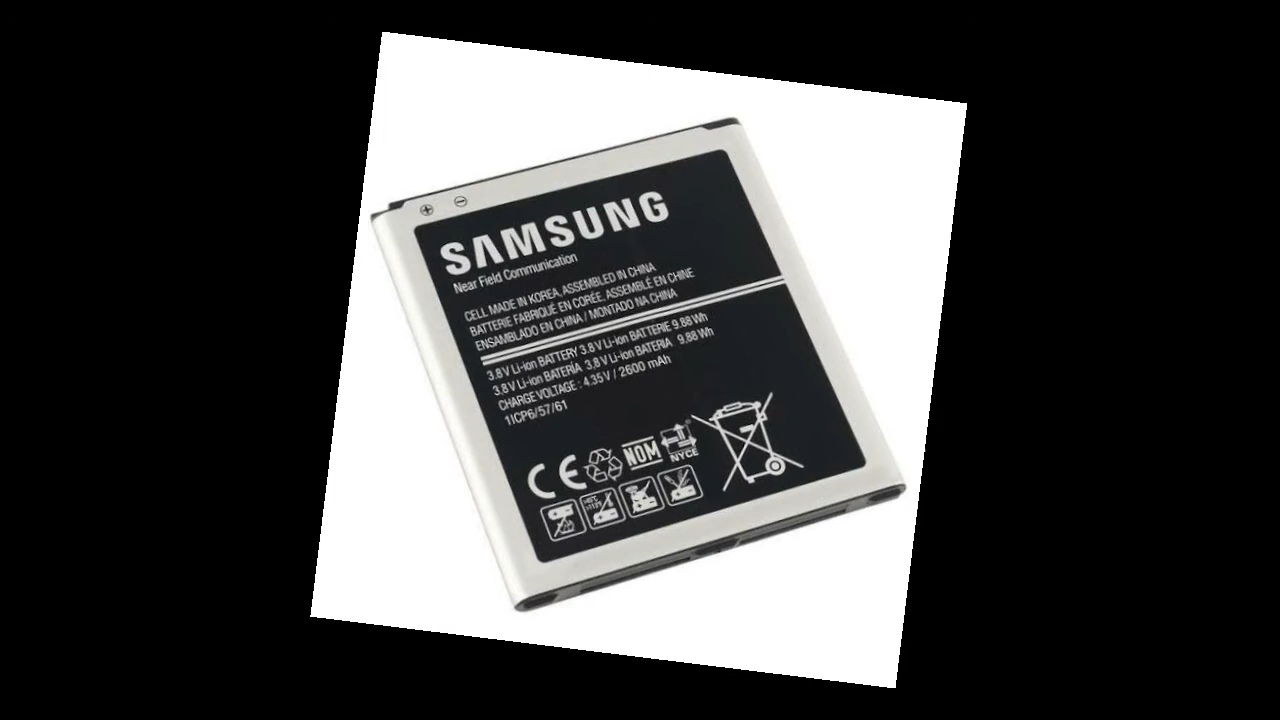 SAMSUNG
Near Field Communication
CELL MADE IN KOREA, ASSEMBLED IN CHINA
BATTERIE FABRIQUÉ EN CORÉE, ASSEMBLÉ EN CHINE
ENSAMBLADO EN CHINA / MONTADO NA CHINA
3.8 V Li-ion BATTERY 3.8 V Li-ion BATTERIE 9.88 Wh
3.8 V Li-ion BATERÍA 3.8 V Li-ion BATERIA 9.88 Wh
CHARGE VOLTAGE : 4.35 V / 2600 mAh
1ICP6/57/61
CE NOM NYCE